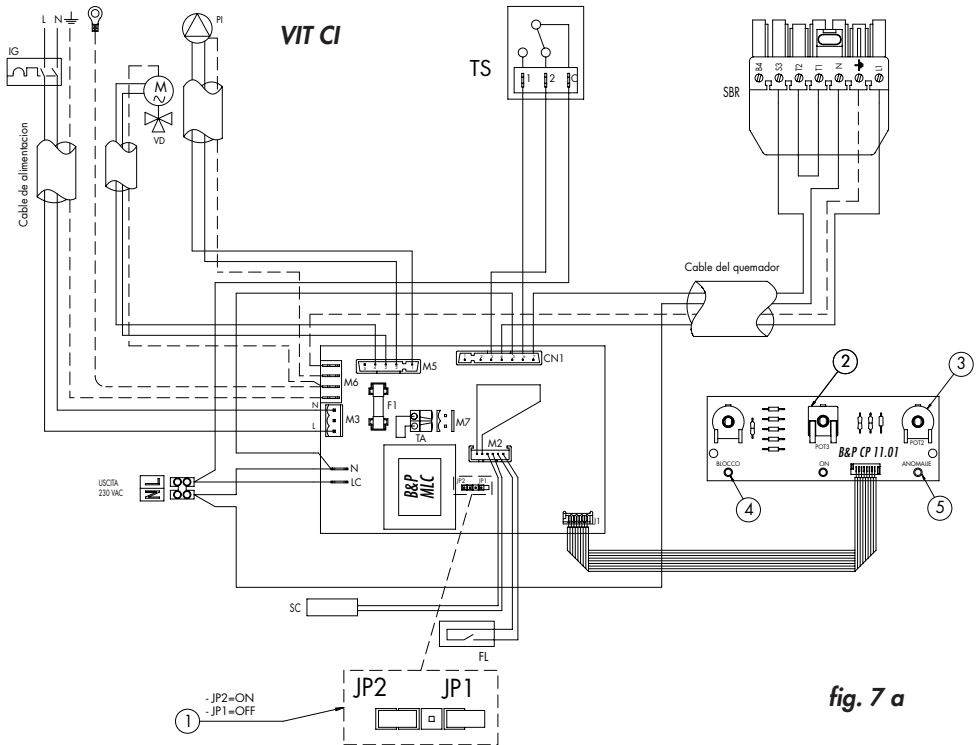 VIT CI
L N
PI
IG
M
VD
Cable de alimentacion
TS
1 2 C
B4 S3 T2 T1 N L1
SBR
Cable del quemador
M5
CN1
M6
N
M3
L
F1
TA
M7
M2
B&P
MLC
JP2 JP1
N
LC
USCITA
230 VAC
N L
J1
2
3
POT3
POT2
B&P CP 11.01
BLOCCO
ON
ANOMALIE
4
5
SC
FL
JP2 JP1
1
- JP2=ON
- JP1=OFF
fig. 7 a